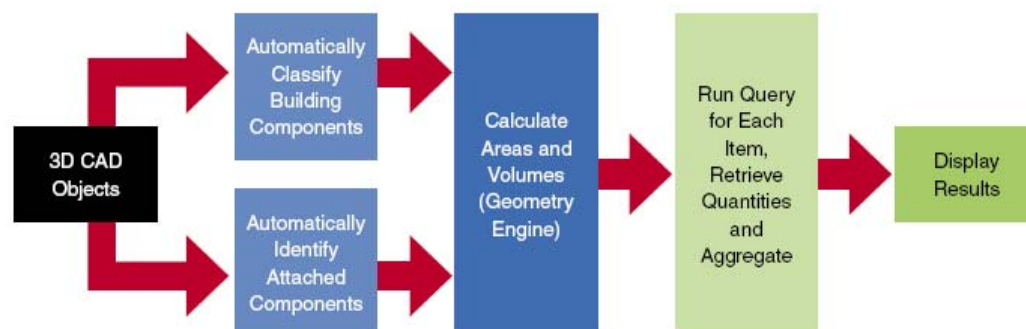 3D CAD
Objects
Automatically
Classify
Building
Components
Automatically
Identify
Attached
Components
Calculate
Areas and
Volumes
(Geometry
Engine)
Run Query
for Each
Item,
Retrieve
Quantities
and
Aggregate
Display
Results